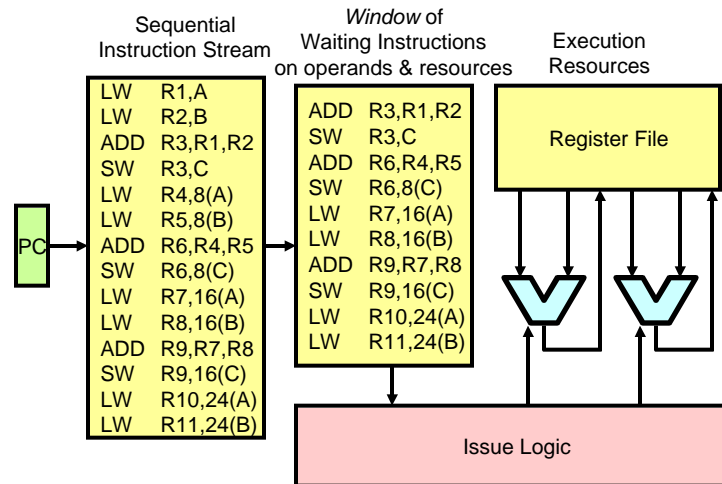 Sequential
Instruction Stream
Window of
Waiting Instructions
on operands & resources
Execution
Resources
PC
LW R1,A
LW R2,B
ADD R3,R1,R2
SW R3,C
LW R4,8(A)
LW R5,8(B)
ADD R6,R4,R5
SW R6,8(C)
LW R7,16(A)
LW R8,16(B)
ADD R9,R7,R8
SW R9,16(C)
LW R10,24(A)
LW R11,24(B)
ADD R3,R1,R2
SW R3,C
ADD R6,R4,R5
SW R6,8(C)
LW R7,16(A)
LW R8,16(B)
ADD R9,R7,R8
SW R9,16(C)
LW R10,24(A)
LW R11,24(B)
Register File
Issue Logic